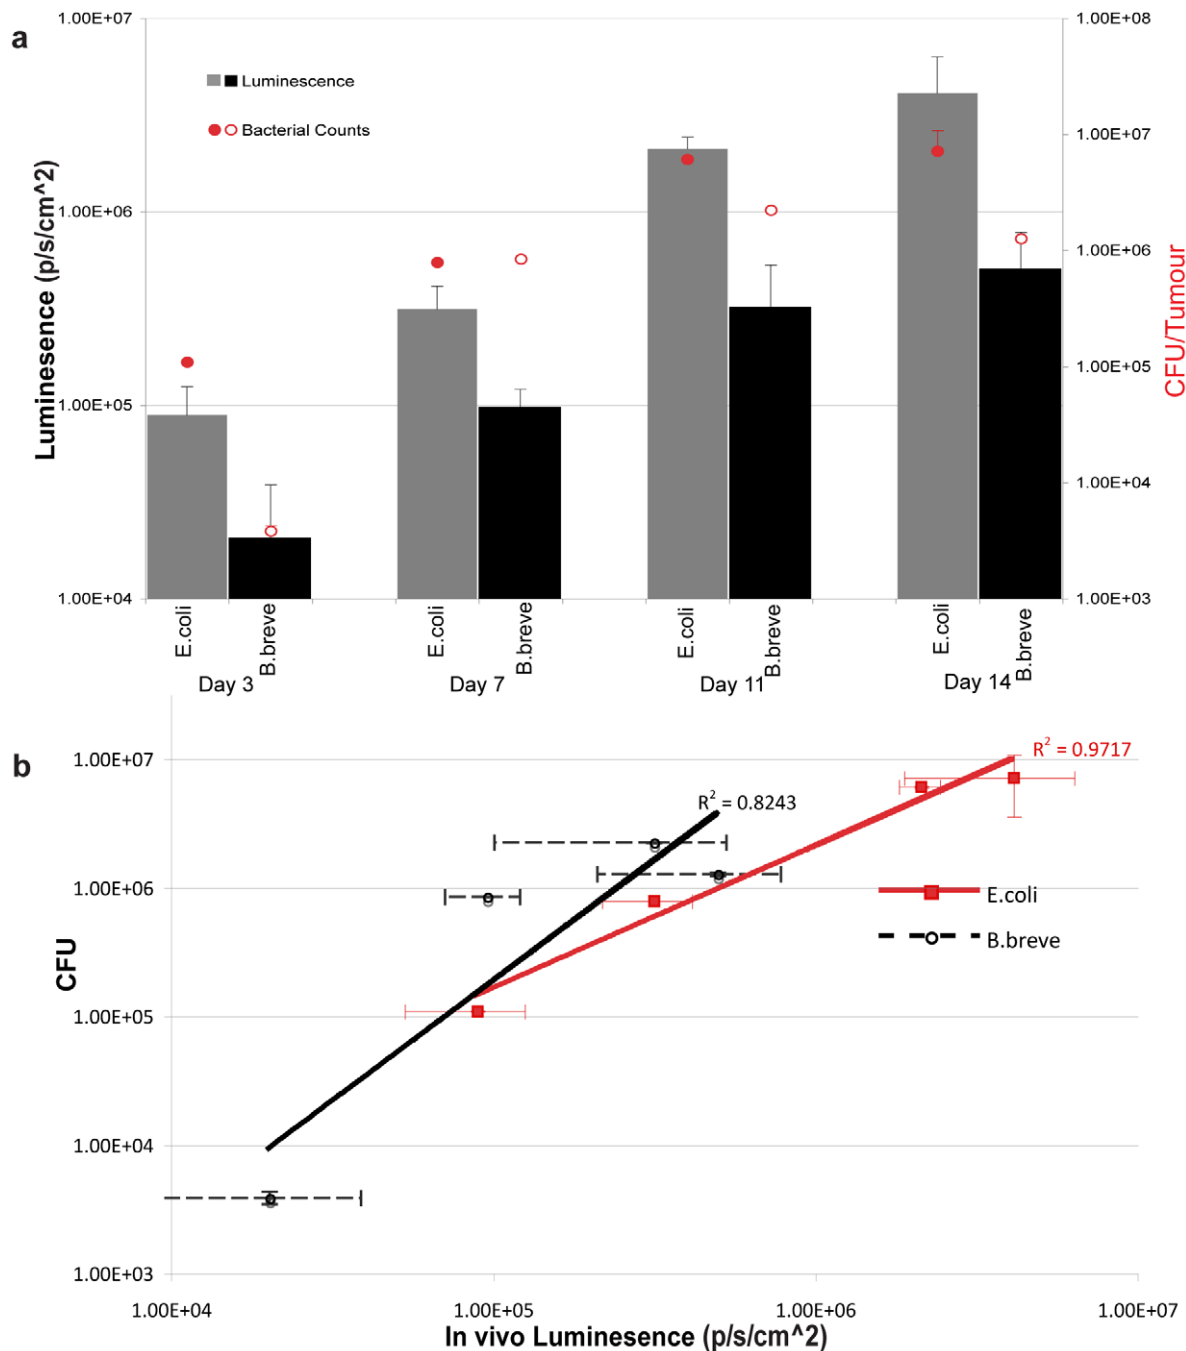 a
1.00E+07
1.00E+06
1.00E+05
1.00E+04
Luminesence (p/s/cm^2)
Luminescence
Bacterial Counts
1.00E+08
1.00E+07
1.00E+06
1.00E+05
1.00E+04
1.00E+03
CFU/Tumour
E.coli
B.breve
E.coli
B.breve
E.coli
B.breve
E.coli
B.breve
Day 3
Day 7
Day 11
Day 14
b
1.00E+07
1.00E+06
1.00E+05
1.00E+04
1.00E+03
CFU
R² = 0.8243
R² = 0.9717
E.coli
B.breve
1.00E+04
1.00E+05
1.00E+06
1.00E+07
In vivo Luminesence (p/s/cm^2)